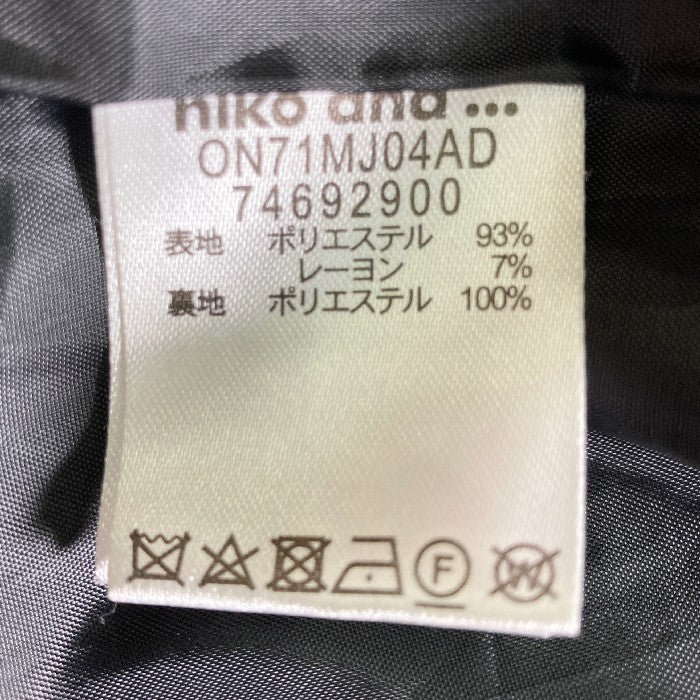 niko and ...
ON71MJ04AD
74692900
表地 ポリエステル 93%
レーヨン 7%
裏地 ポリエステル 100%
F
W